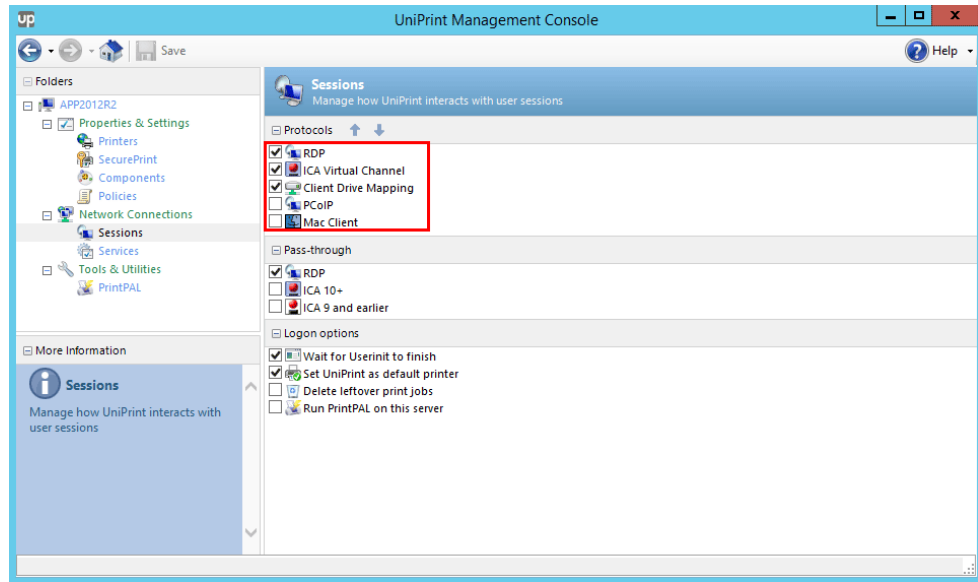 up
UniPrint Management Console
Save
Help
Folders
APP2012R2
Properties & Settings
Printers
SecurePrint
Components
Policies
Network Connections
Sessions
Services
Tools & Utilities
PrintPAL
More Information
Sessions
Manage how UniPrint interacts with
user sessions
Sessions
Manage how UniPrint interacts with user sessions
Protocols
RDP
ICA Virtual Channel
Client Drive Mapping
PCoIP
Mac Client
Pass-through
RDP
ICA 10+
ICA 9 and earlier
Logon options
Wait for Userinit to finish
Set UniPrint as default printer
Delete leftover print jobs
Run PrintPAL on this server